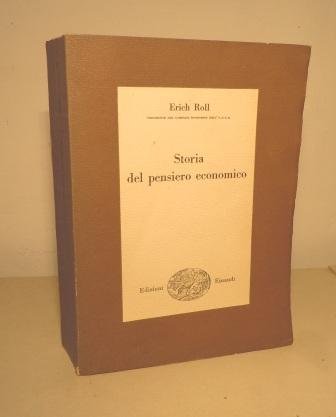 Erich Roll
Storia
del pensiero economico
Edizioni Einaudi